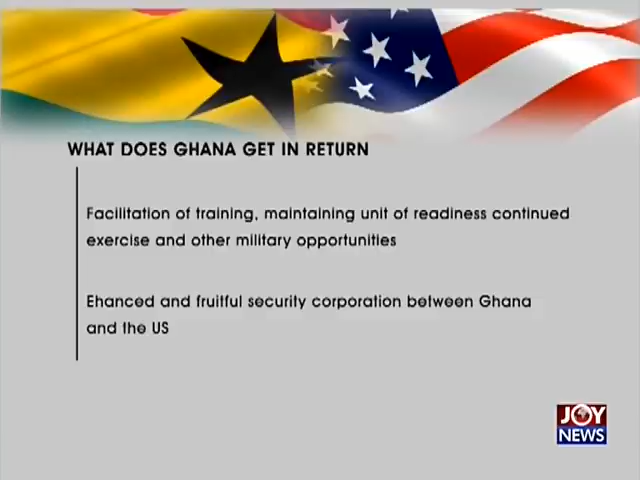 WHAT DOES GHANA GET IN RETURN
Facilitation of training, maintaining unit of readiness continued
exercise and other military opportunities
Ehanced and fruitful security corporation between Ghana
and the US
JOY
NEWS